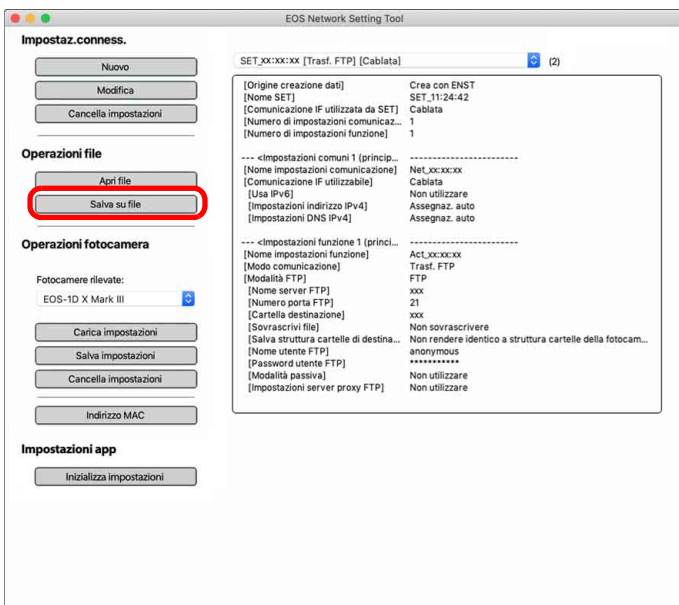 EOS Network Setting Tool
Impostaz.conness.
Nuovo
Modifica
Cancella impostazioni
Operazioni file
Apri file
Salva su file
Operazioni fotocamera
Fotocamere rilevate:
EOS-1D X Mark III
Carica impostazioni
Salva impostazioni
Cancella impostazioni
Indirizzo MAC
Impostazioni app
Inizializza impostazioni
SET_xx:xx:xx [Trasf. FTP] [Cablata] (2)
[Origine creazione dati] Crea con ENST
[Nome SET] SET_11:24:42
[Comunicazione IF utilizzata da SET] Cablata
[Numero di impostazioni comunicaz... 1
[Numero di impostazioni funzione] 1
--- <Impostazioni comuni 1 (princip... ------------------------
[Nome impostazioni comunicazione] Net_xx:xx:xx
[Comunicazione IF utilizzabile] Cablata
[Usa IPv6] Non utilizzare
[Impostazioni indirizzo IPv4] Assegnaz. auto
[Impostazioni DNS IPv4] Assegnaz. auto
--- <Impostazioni funzione 1 (princi... ------------------------
[Nome impostazioni funzione] Act_xx:xx:xx
[Modo comunicazione] Trasf. FTP
[Modalità FTP] FTP
[Nome server FTP] xxx
[Numero porta FTP] 21
[Cartella destinazione] xxx
[Sovrascrivi file] Non sovrascrivere
[Salva struttura cartelle di destina... Non rendere identico a struttura cartelle della fotocam...
[Nome utente FTP] anonymous
[Password utente FTP] ***********
[Modalità passiva] Non utilizzare
[Impostazioni server proxy FTP] Non utilizzare